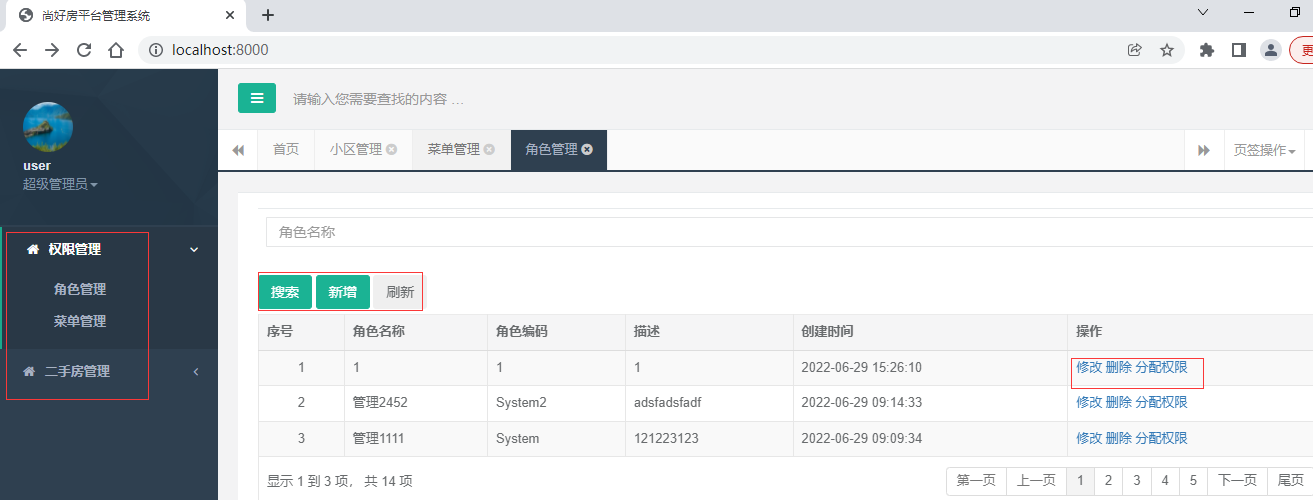 尚好房平台管理系统
localhost:8000
更
user
超级管理员
请输入您需要查找的内容 …
首页 小区管理 菜单管理 角色管理 页签操作
权限管理
角色管理
菜单管理
二手房管理
角色名称
搜索 新增 刷新
序号 角色名称 角色编码 描述 创建时间 操作
1 1 1 1 2022-06-29 15:26:10 修改 删除 分配权限
2 管理2452 System2 adsfadsfadf 2022-06-29 09:14:33 修改 删除 分配权限
3 管理1111 System 121223123 2022-06-29 09:09:34 修改 删除 分配权限
显示 1 到 3 项， 共 14 项 第一页 上一页 1 2 3 4 5 下一页 尾页